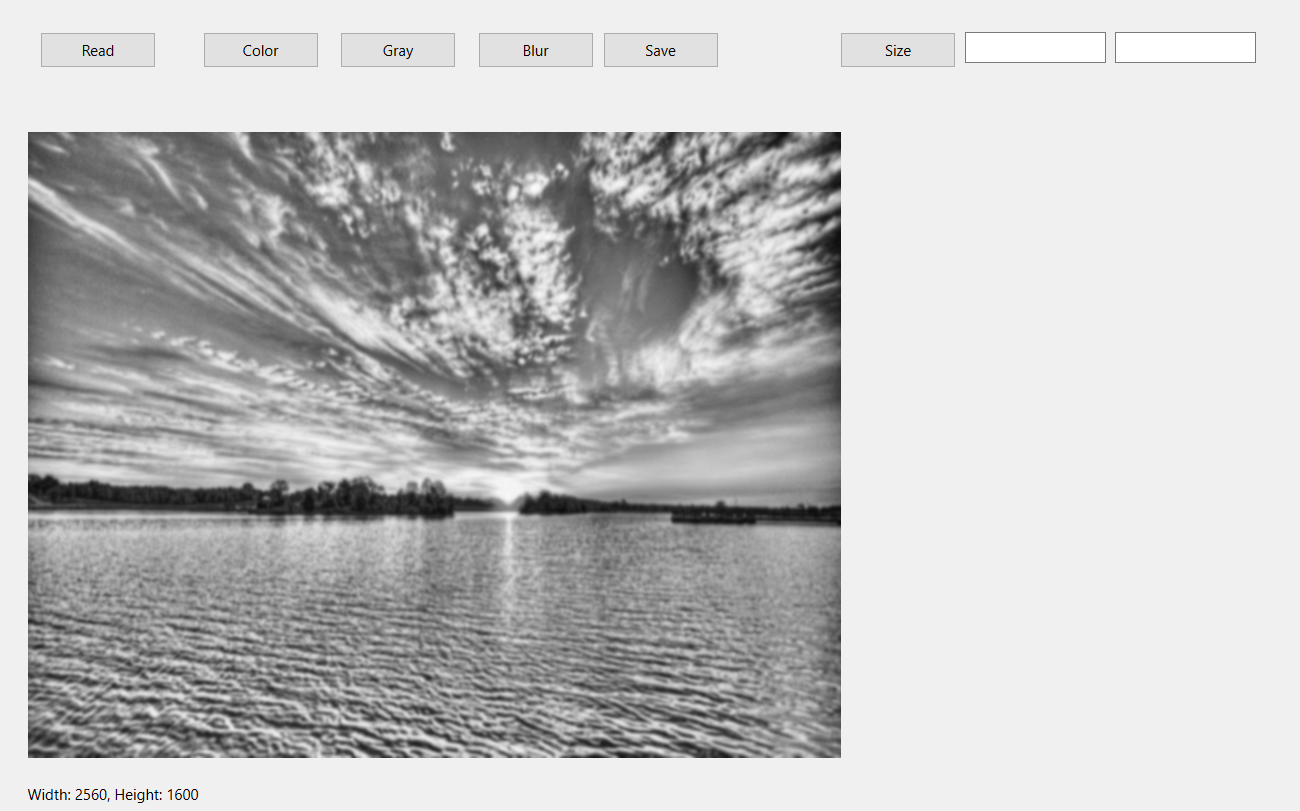 Read Color Gray Blur Save Size
Width: 2560, Height: 1600